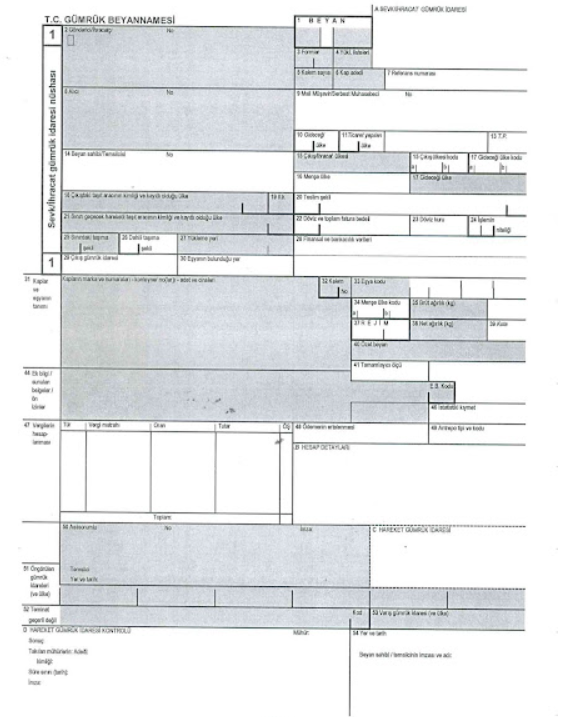 A SEVK/İHRACAT GÜMRÜK İDARESİ
T.C. GÜMRÜK BEYANNAMESİ
1 B E Y A N
1
2 Gönderici/İhracatçı No
3 Formlar
4 Yük. listeleri
5 Kalem sayısı
6 Kap adedi
7 Referans numarası
8 Alıcı No
9 Mali Müşavir/Serbest Muhasebeci No
Sevk/İhracat gümrük idaresi nüshası
10 Gideceği ülke
11 Ticaret yapılan ülke
13 T.P.
14 Beyan sahibi/Temsilcisi No
15 Çıkış/İhracat ülkesi
16 Çıkış ülkesi kodu
a| b|
17 Gideceği ülke kodu
a| b|
16 Menşe ülke
17 Gideceği ülke
18 Çıkıştaki taşıt aracının kimliği ve kayıtlı olduğu ülke
19 Kb.
20 Teslim şekli
21 Sınırı geçecek hareketli taşıt aracının kimliği ve kayıtlı olduğu ülke
22 Döviz ve toplam fatura bedeli
23 Döviz kuru
24 İşlemin niteliği
25 Sınırdaki taşıma şekli
26 Dahili taşıma şekli
27 Yükleme yeri
28 Finansal ve bankacılık verileri
1
29 Çıkış gümrük idaresi
30 Eşyanın bulunduğu yer
31 Kaplar ve eşyanın tanımı
Kapların marka ve numaraları - konteyner no(ları) - adet ve cinsleri
32 Kalem No
33 Eşya kodu
34 Menşe ülke kodu
a| b|
35 Brüt ağırlık (kg)
37 R E J İ M
38 Net ağırlık (kg)
39 Kota
40 Özet beyan
41 Tamamlayıcı ölçü
44 Ek bilgi / sunulan belgeler / ön izinler
E.B. Kodu
46 İstatistiki kıymet
47 Vergilerin hesaplanması
Tür Vergi matrahı Oran Tutar ÖŞ
48 Ödemenin ertelenmesi
49 Antrepo tipi ve kodu
B HESAP DETAYLARI
Toplam:
50 Asıl sorumlu No İmza:
C HAREKET GÜMRÜK İDARESİ
Temsilci
Yer ve tarih:
51 Öngörülen gümrük idareleri (ve ülke)
52 Teminat geçerli değil
Kod
53 Varış gümrük idaresi (ve ülke)
D HAREKET GÜMRÜK İDARESİ KONTROLÜ
Mühür:
54 Yer ve tarih:
Sonuç:
Takılan mühürlerin: Adedi:
kimliği:
Süre sınırı (tarih):
İmza:
Beyan sahibi / temsilcinin imzası ve adı: